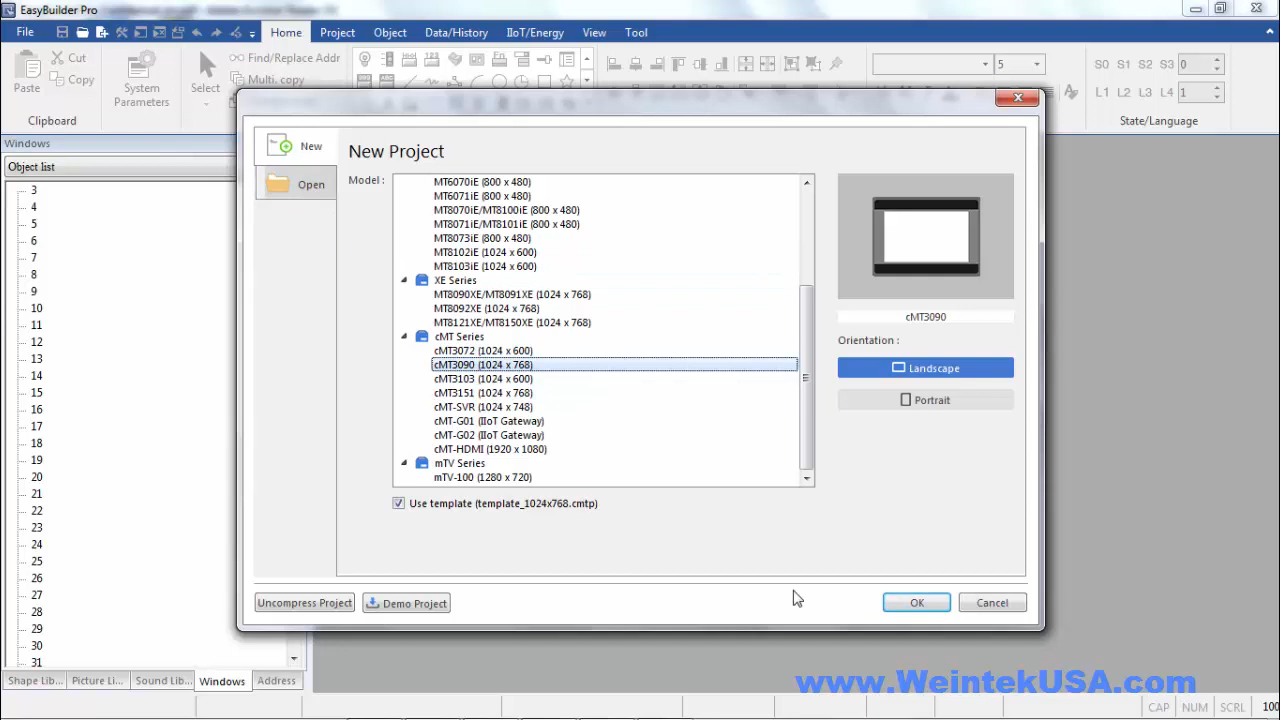 EasyBuilder Pro
File Home Project Object Data/History IIoT/Energy View Tool
Paste
Cut
Copy
Clipboard
System
Parameters
Select
Find/Replace Addr
Multi. copy
5
S0 S1 S2 S3 0
L1 L2 L3 L4 1
State/Language
Windows
Object list
3
4
5
6
7
8
9
10
11
12
13
14
15
16
17
18
19
20
21
22
23
24
25
26
27
28
29
30
31
Shape Lib... Picture Li... Sound Lib... Windows Address
New
Open
New Project
Model :
MT6070iE (800 x 480)
MT6071iE (800 x 480)
MT8070iE/MT8100iE (800 x 480)
MT8071iE/MT8101iE (800 x 480)
MT8073iE (800 x 480)
MT8102iE (1024 x 600)
MT8103iE (1024 x 600)
XE Series
MT8090XE/MT8091XE (1024 x 768)
MT8092XE (1024 x 768)
MT8121XE/MT8150XE (1024 x 768)
cMT Series
cMT3072 (1024 x 600)
cMT3090 (1024 x 768)
cMT3103 (1024 x 600)
cMT3151 (1024 x 768)
cMT-SVR (1024 x 748)
cMT-G01 (IIoT Gateway)
cMT-G02 (IIoT Gateway)
cMT-HDMI (1920 x 1080)
mTV Series
mTV-100 (1280 x 720)
Use template (template_1024x768.cmtp)
cMT3090
Orientation :
Landscape
Portrait
Uncompress Project Demo Project OK Cancel
www.WeintekUSA.com
CAP NUM SCRL 100